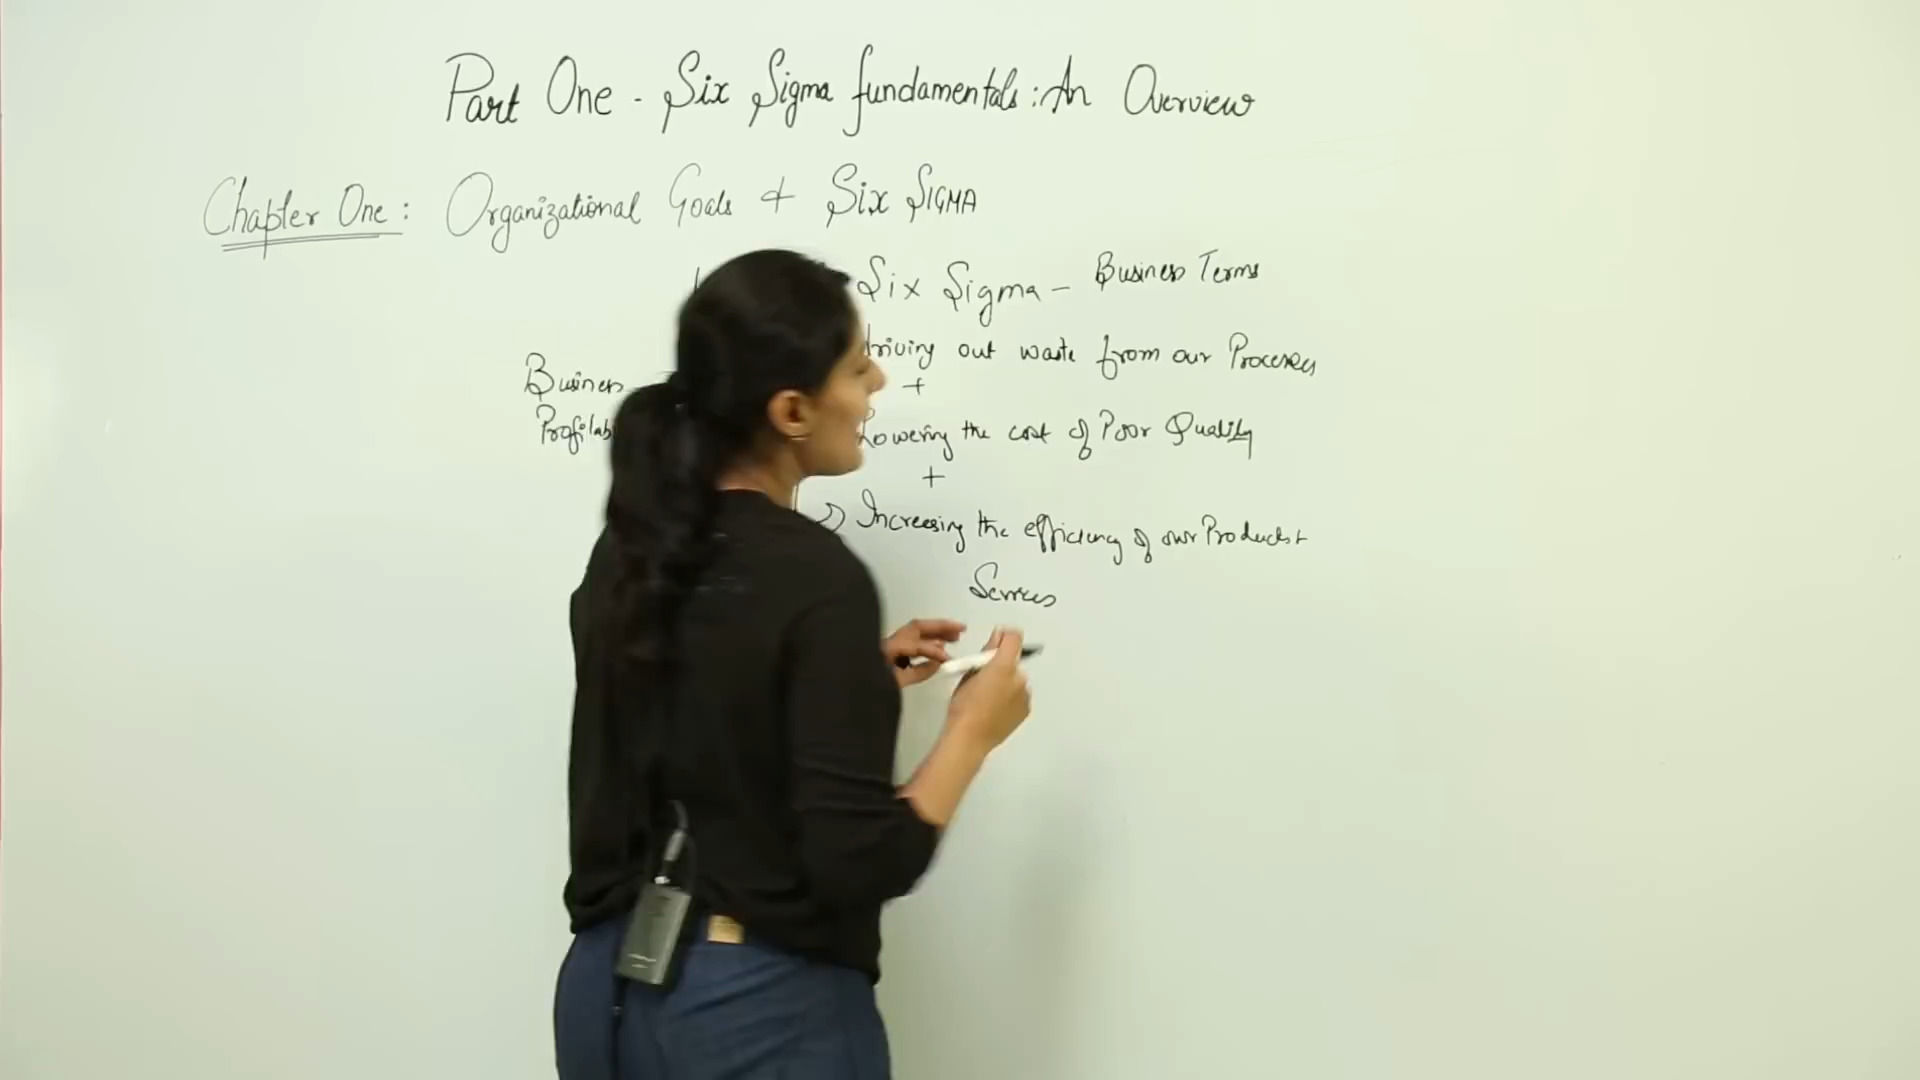 Part One - Six Sigma fundamentals: An Overview
Chapter One: Organizational Goals & Six SIGMA
Six Sigma - Business Terms
driving out waste from our Processes
Business
+
Profitab
Lowering the cost of Poor Quality
+
Increasing the efficiency of our Products +
Services